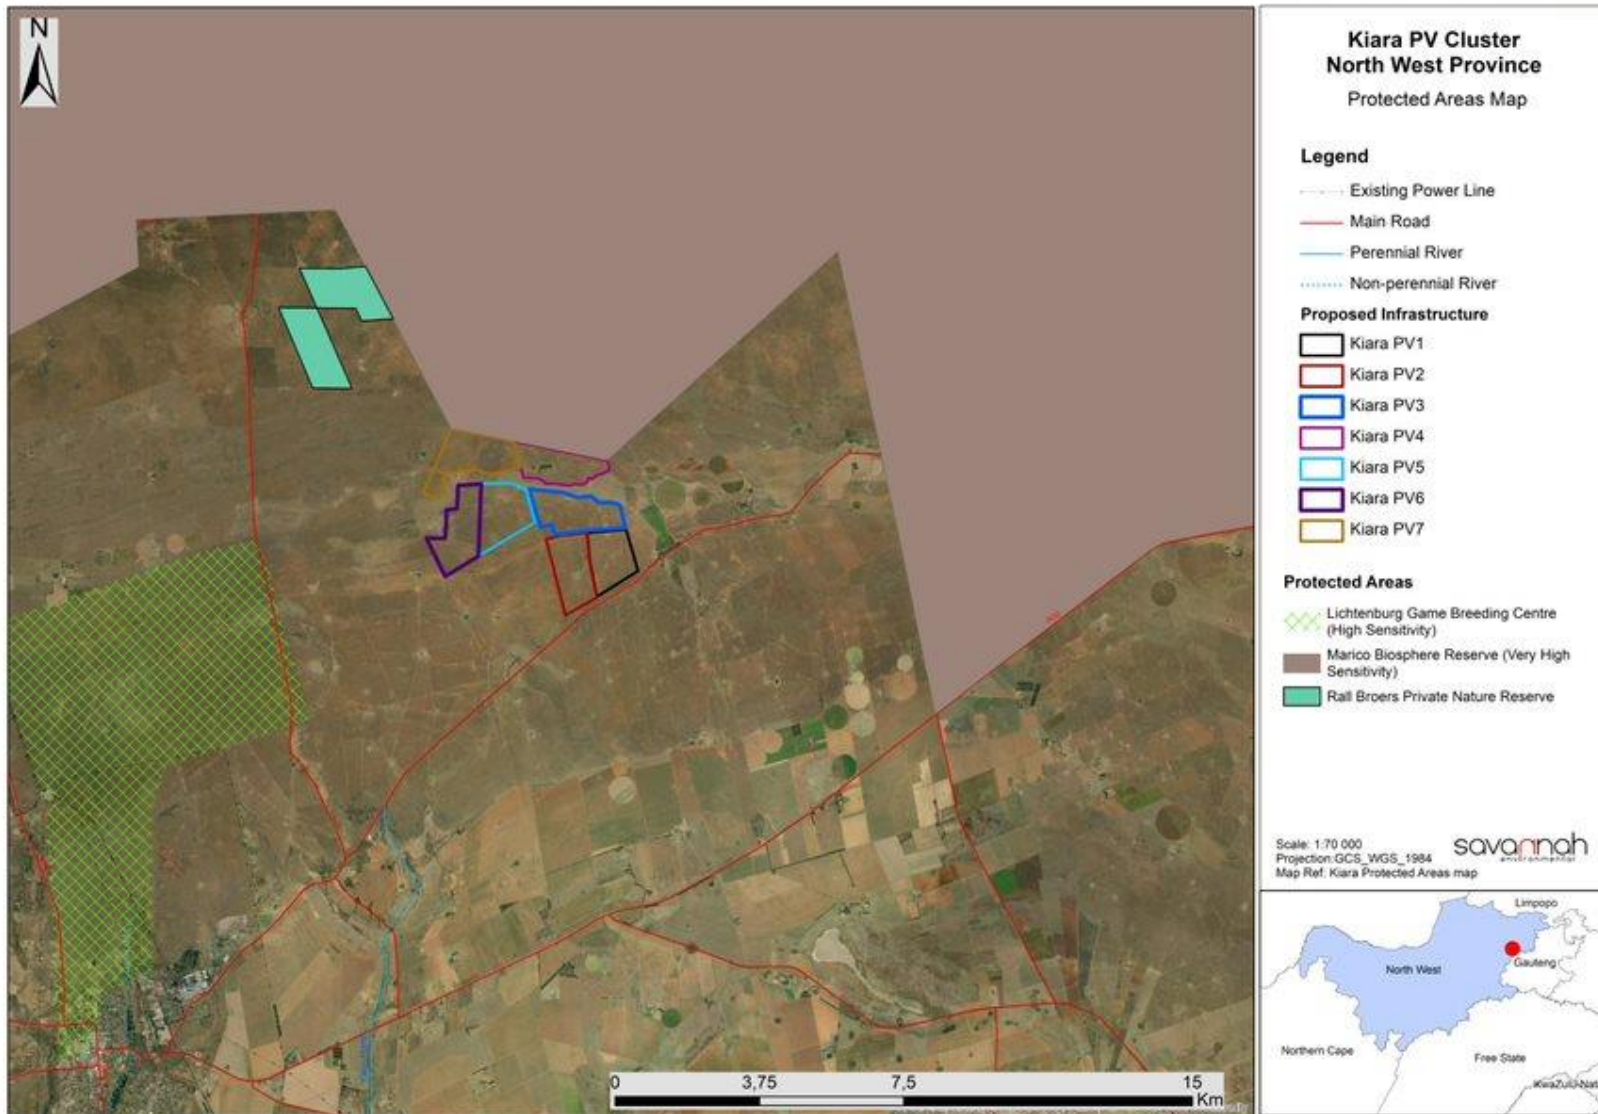 N
Kiara PV Cluster
North West Province
Protected Areas Map
Legend
Existing Power Line
Main Road
Perennial River
Non-perennial River
Proposed Infrastructure
Kiara PV1
Kiara PV2
Kiara PV3
Kiara PV4
Kiara PV5
Kiara PV6
Kiara PV7
Protected Areas
Lichtenburg Game Breeding Centre
(High Sensitivity)
Marico Biosphere Reserve (Very High
Sensitivity)
Rall Broers Private Nature Reserve
Scale: 1:70 000
Projection:GCS_WGS_1984
Map Ref: Kiara Protected Areas map
savannah
environmental
Limpopo
North West
Gauteng
Northern Cape
Free State
KwaZulu-Nat
0 3,75 7,5 15
Km